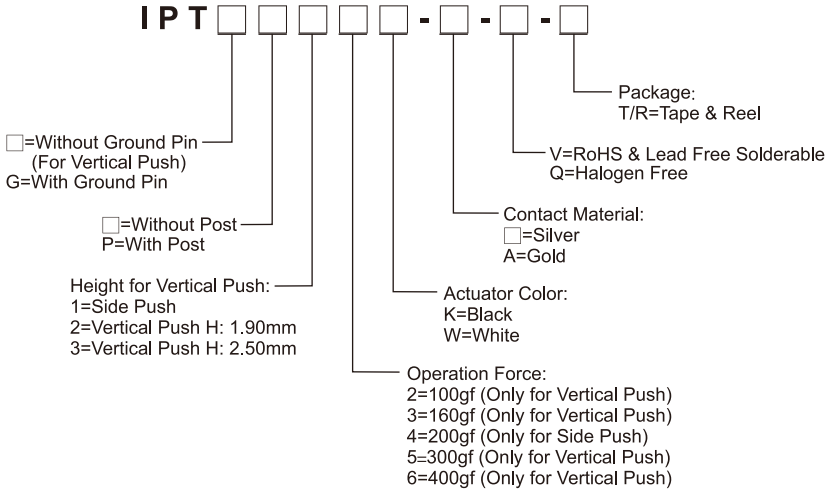 IPT□□□□□-□-□-□
Package:
T/R=Tape & Reel
□=Without Ground Pin
(For Vertical Push)
G=With Ground Pin
V=RoHS & Lead Free Solderable
Q=Halogen Free
□=Without Post
P=With Post
Contact Material:
□=Silver
A=Gold
Height for Vertical Push:
1=Side Push
2=Vertical Push H: 1.90mm
3=Vertical Push H: 2.50mm
Actuator Color:
K=Black
W=White
Operation Force:
2=100gf (Only for Vertical Push)
3=160gf (Only for Vertical Push)
4=200gf (Only for Side Push)
5=300gf (Only for Vertical Push)
6=400gf (Only for Vertical Push)